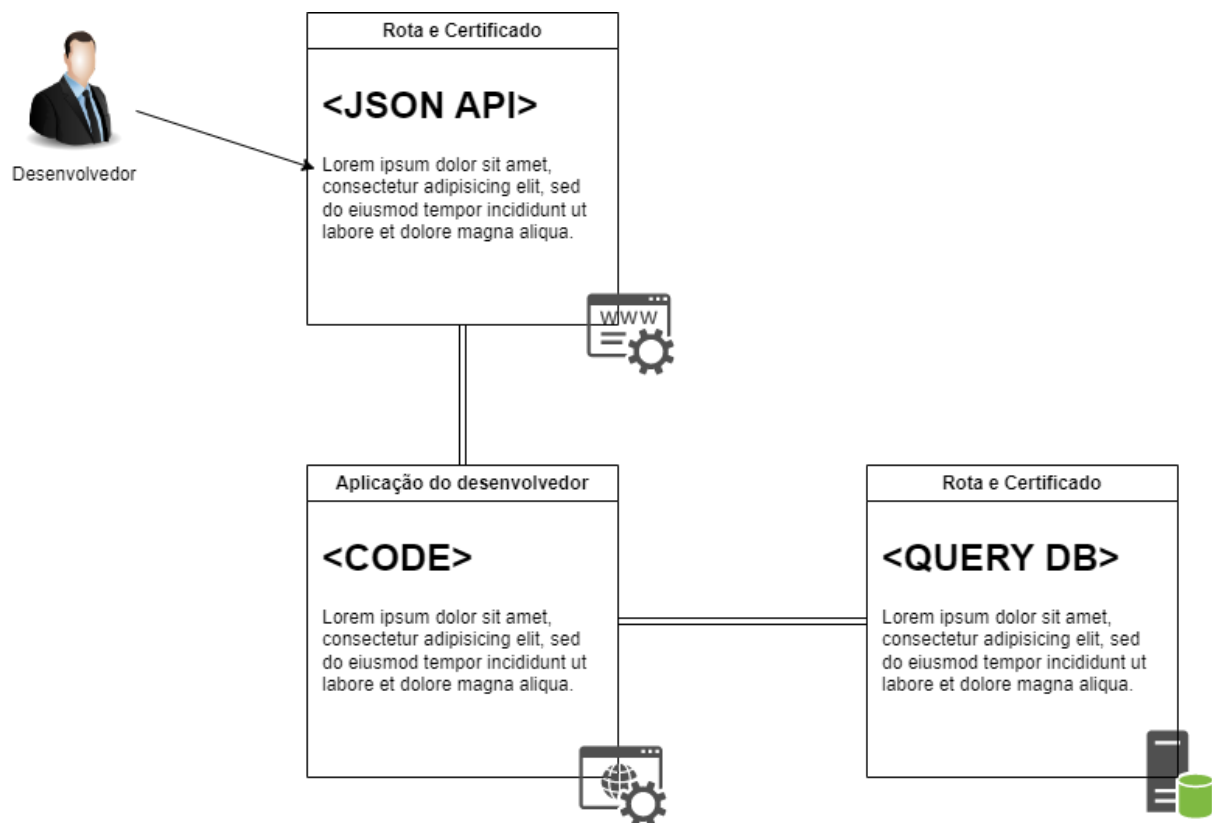 Rota e Certificado
<JSON API>
Lorem ipsum dolor sit amet,
consectetur adipisicing elit, sed
do eiusmod tempor incididunt ut
labore et dolore magna aliqua.
Desenvolvedor
WWW
Aplicação do desenvolvedor
<CODE>
Lorem ipsum dolor sit amet,
consectetur adipisicing elit, sed
do eiusmod tempor incididunt ut
labore et dolore magna aliqua.
Rota e Certificado
<QUERY DB>
Lorem ipsum dolor sit amet,
consectetur adipisicing elit, sed
do eiusmod tempor incididunt ut
labore et dolore magna aliqua.